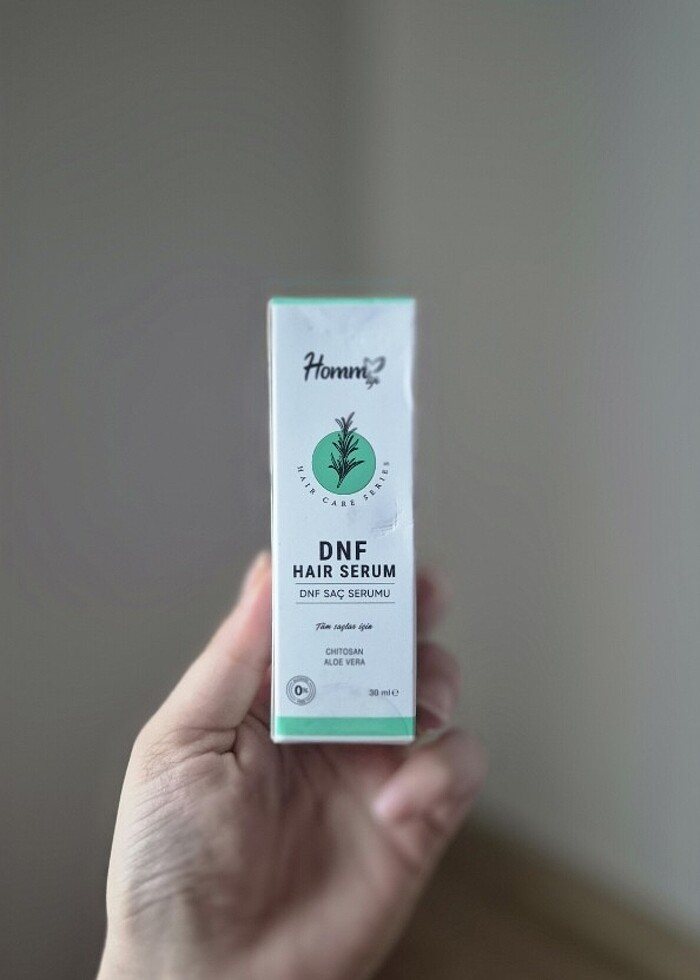 Homm
HAIR CARE SERIES
DNF
HAIR SERUM
DNF SAÇ SERUMU
Tüm saçlar için
CHITOSAN
ALOE VERA
0%
30 ml ℮